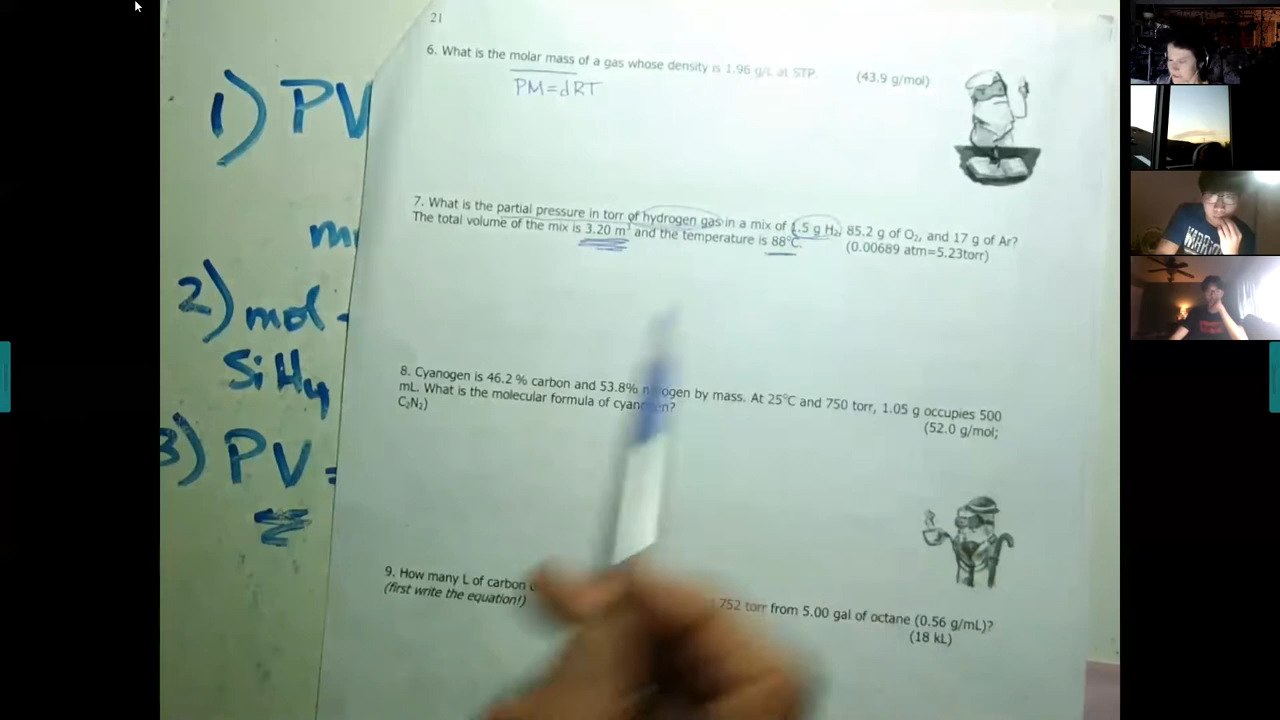 21
6. What is the molar mass of a gas whose density is 1.96 g/L at STP. (43.9 g/mol)
PM=dRT
7. What is the partial pressure in torr of hydrogen gas in a mix of 1.5 g H₂, 85.2 g of O₂, and 17 g of Ar?
The total volume of the mix is 3.20 m³ and the temperature is 88°C. (0.00689 atm=5.23torr)
8. Cyanogen is 46.2 % carbon and 53.8% nitrogen by mass. At 25°C and 750 torr, 1.05 g occupies 500
mL. What is the molecular formula of cyanogen? (52.0 g/mol;
C₂N₂)
9. How many L of carbon 752 torr from 5.00 gal of octane (0.56 g/mL)?
(first write the equation!) (18 kL)
1) PV
2) mol
SiH4
3) PV =